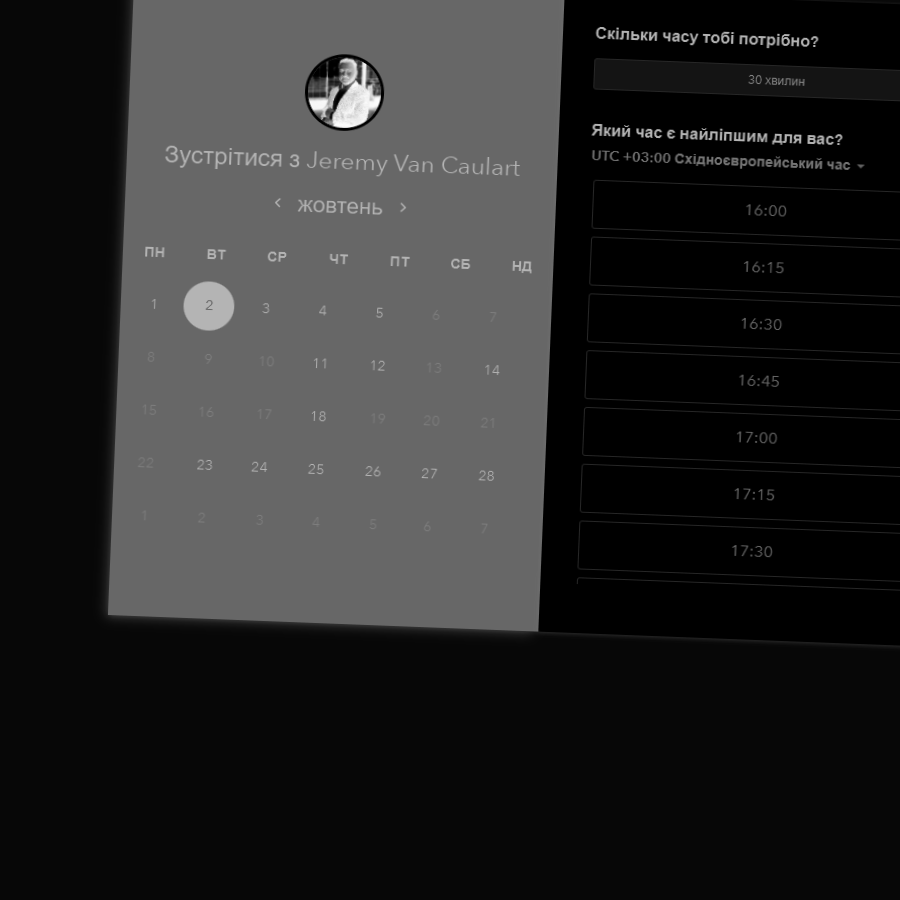 Зустрітися з Jeremy Van Caulart
‹ жовтень ›
ПН ВТ СР ЧТ ПТ СБ НД
1 2 3 4 5 6 7
8 9 10 11 12 13 14
15 16 17 18 19 20 21
22 23 24 25 26 27 28
1 2 3 4 5 6 7
Скільки часу тобі потрібно?
30 хвилин
Який час є найліпшим для вас?
UTC +03:00 Східноєвропейський час
16:00
16:15
16:30
16:45
17:00
17:15
17:30